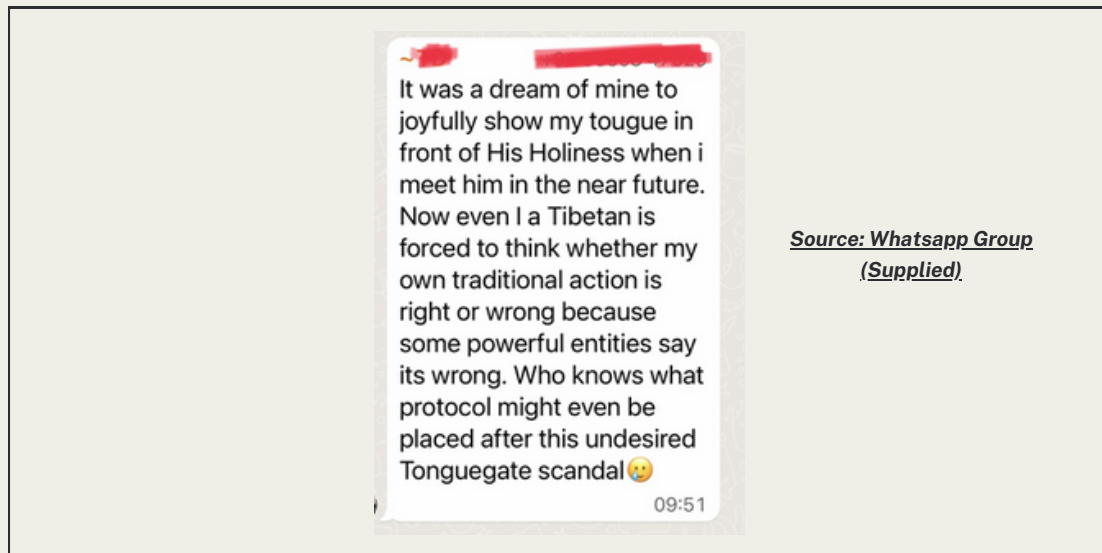 It was a dream of mine to
joyfully show my tougue in
front of His Holiness when i
meet him in the near future.
Now even I a Tibetan is
forced to think whether my
own traditional action is
right or wrong because
some powerful entities say
its wrong. Who knows what
protocol might even be
placed after this undesired
Tonguegate scandal🥲
09:51
Source: Whatsapp Group
(Supplied)